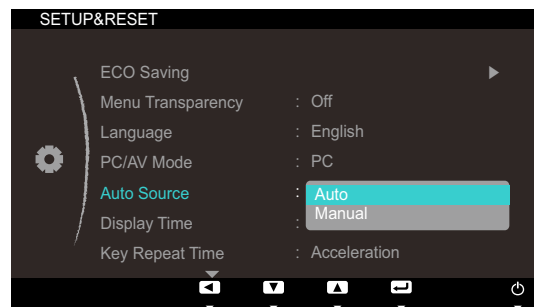 SETUP&RESET
ECO Saving
Menu Transparency : Off
Language : English
PC/AV Mode : PC
Auto Source : Auto
Manual
Display Time :
Key Repeat Time : Acceleration